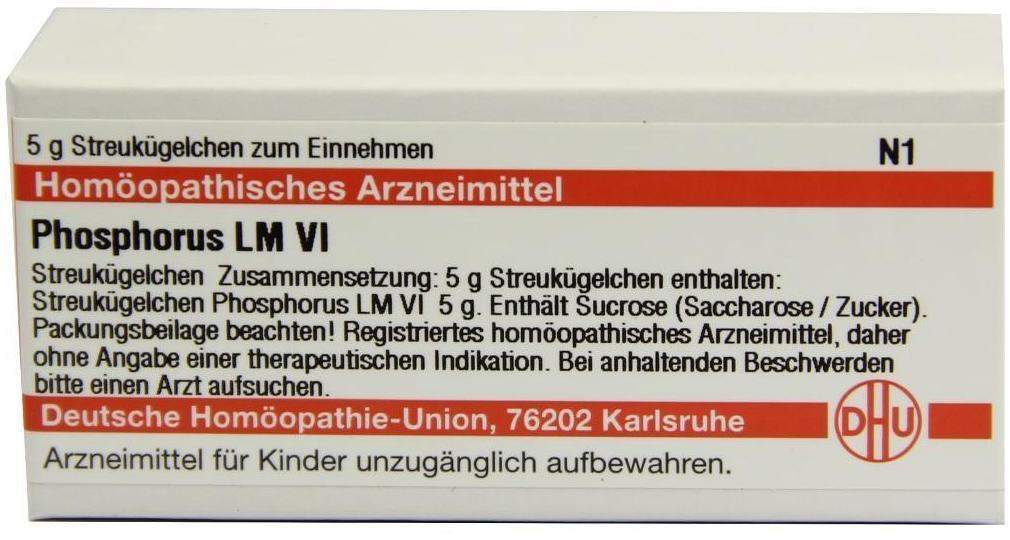 5 g Streukügelchen zum Einnehmen N1
Homöopathisches Arzneimittel
Phosphorus LM VI
Streukügelchen Zusammensetzung: 5 g Streukügelchen enthalten:
Streukügelchen Phosphorus LM VI 5 g. Enthält Sucrose (Saccharose / Zucker).
Packungsbeilage beachten! Registriertes homöopathisches Arzneimittel, daher
ohne Angabe einer therapeutischen Indikation. Bei anhaltenden Beschwerden
bitte einen Arzt aufsuchen.
Deutsche Homöopathie-Union, 76202 Karlsruhe DHU
Arzneimittel für Kinder unzugänglich aufbewahren.